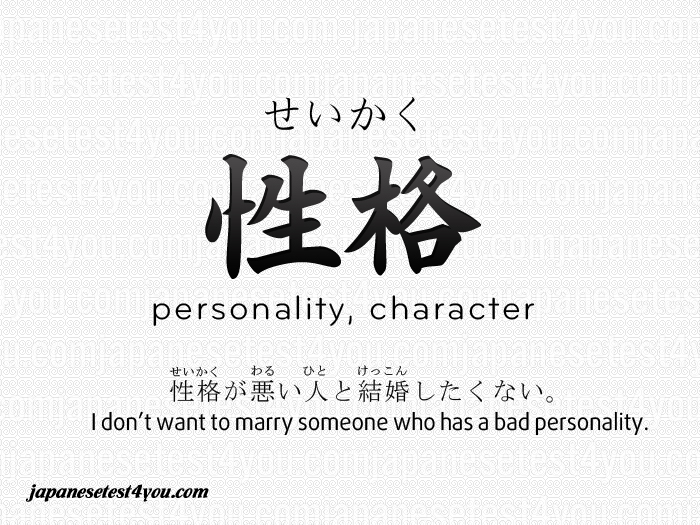 せいかく
性格
personality, character
せいかく わる ひと けっこん
性格が悪い人と結婚したくない。
I don't want to marry someone who has a bad personality.
japanesetest4you.com